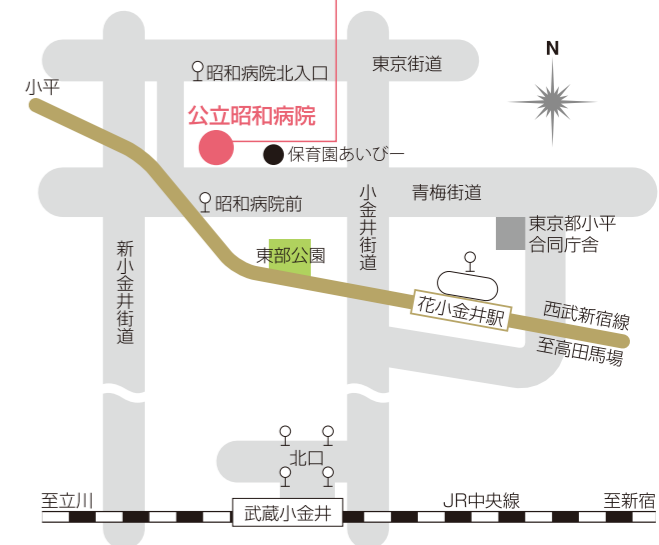 N
東京街道
昭和病院北入口
小平
公立昭和病院
保育園あいびー
青梅街道
小金井街道
昭和病院前
東京都小平
合同庁舎
新小金井街道
東部公園
花小金井駅
西武新宿線
至高田馬場
北口
至立川
武蔵小金井
JR中央線
至新宿